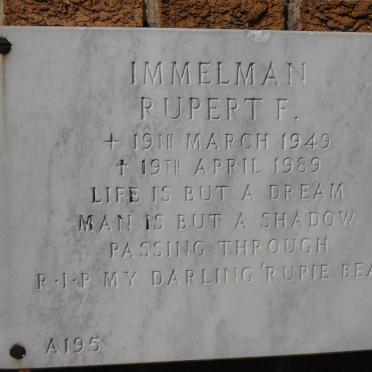 IMMELMAN
RUPERT F.
+ 19TH MARCH 1949
✝ 19TH APRIL 1989
LIFE IS BUT A DREAM
MAN IS BUT A SHADOW
PASSING THROUGH
R·I·P MY DARLING 'RUPIE BEA
A195